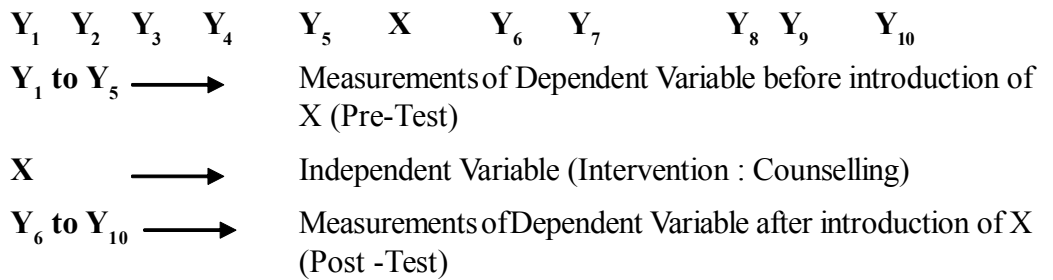 Y₁ Y₂ Y₃ Y₄ Y₅ X Y₆ Y₇ Y₈ Y₉ Y₁₀
Y₁ to Y₅ ⟶ Measurements of Dependent Variable before introduction of
X (Pre-Test)
X ⟶ Independent Variable (Intervention : Counselling)
Y₆ to Y₁₀ ⟶ Measurements of Dependent Variable after introduction of X
(Post -Test)